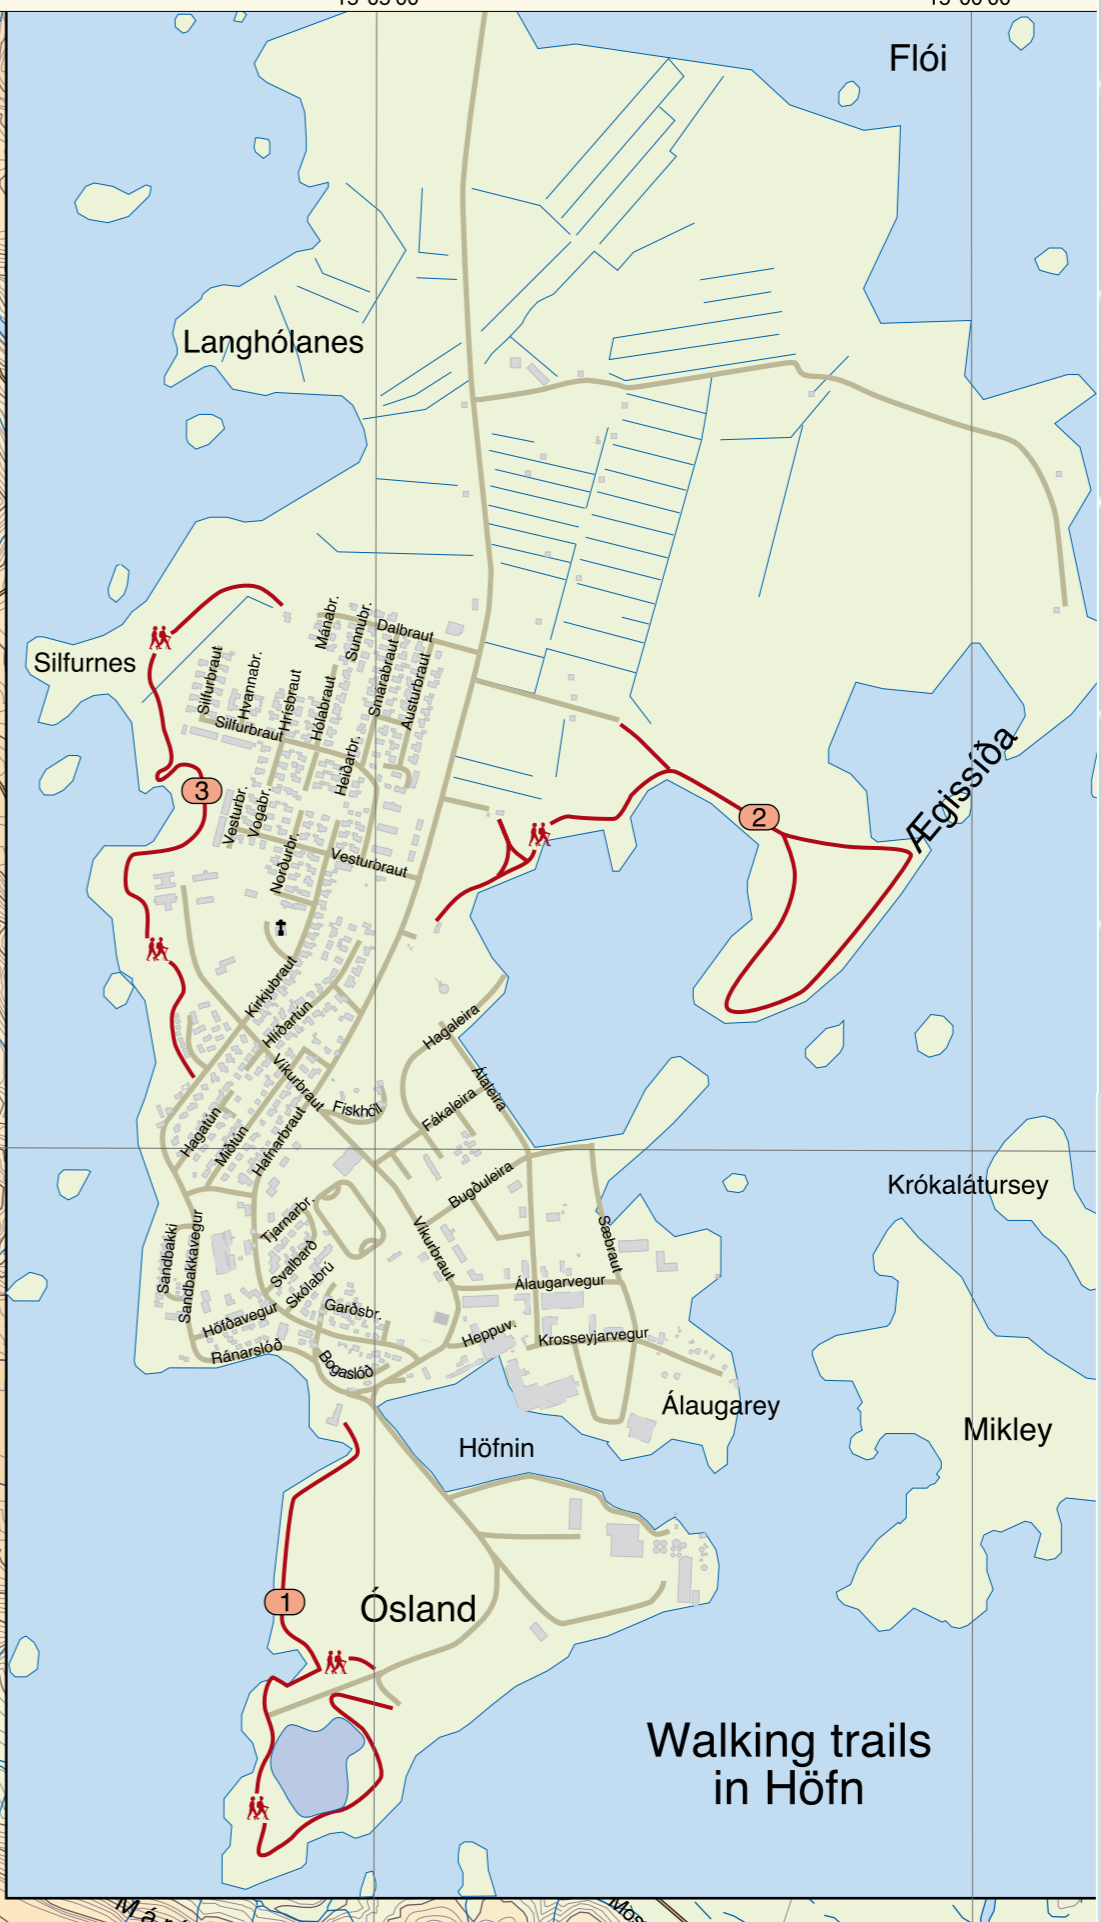 Flói
Langhólanes
Mánabr.
Sunnubr.
Dalbraut
Silfurnes
Silfurbraut
Hvannabr.
Hrísbraut
Hólabraut
Smárabraut
Austurbraut
Silfurbraut
Heiðarbr.
Ægissíða
3
2
Vesturbr.
Vogabr.
Norðurbr.
Vesturbraut
Kirkjubraut
Hlíðartún
Hagaleira
Víkurbraut
Álaleira
Fiskhóll
Fákaleira
Hagatún
Miðtún
Hafnarbraut
Bugðuleira
Krókalátursey
Tjarnarbr.
Sandbakki
Sandbakkavegur
Svalbarð
Skólabrú
Víkurbraut
Sæbraut
Álaugarvegur
Garðsbr.
Höfðavegur
Heppuv.
Krosseyjarvegur
Ránarslóð
Bogaslóð
Álaugarey
Mikley
Höfnin
1
Ósland
Walking trails
in Höfn